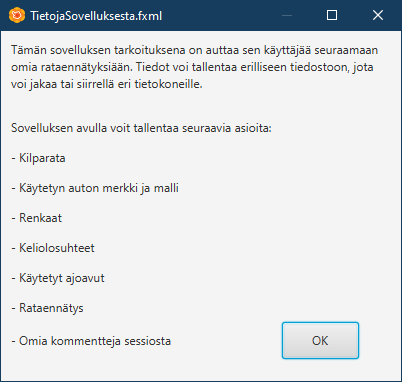 TietojaSovelluksesta.fxml
Tämän sovelluksen tarkoituksena on auttaa sen käyttäjää seuraamaan
omia rataennätyksiään. Tiedot voi tallentaa erilliseen tiedostoon, jota
voi jakaa tai siirrellä eri tietokoneille.
Sovelluksen avulla voit tallentaa seuraavia asioita:
- Kilparata
- Käytetyn auton merkki ja malli
- Renkaat
- Keliolosuhteet
- Käytetyt ajoavut
- Rataennätys
- Omia kommentteja sessiosta
OK